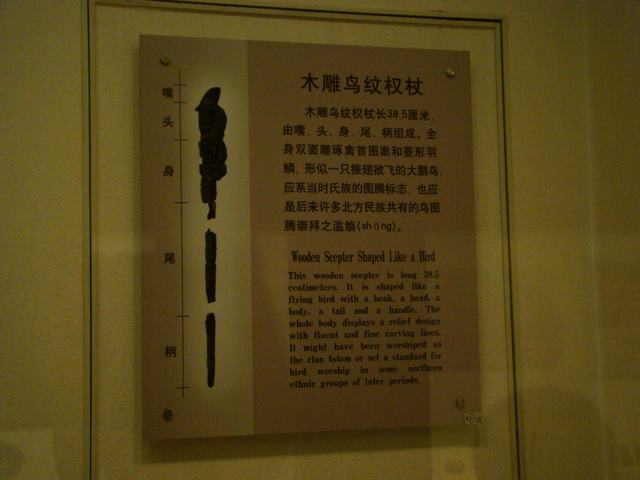 嘴
头
身
尾
柄
木雕鸟纹权杖
木雕鸟纹权杖长38.5厘米，
由嘴、头、身、尾、柄组成。全
身双面雕琢禽首图案和菱形羽
鳞，形似一只振翅欲飞的大鹏鸟，
应系当时氏族的图腾标志，也应
是后来许多北方民族共有的鸟图
腾崇拜之滥觞(shāng)。
Wooden Scepter Shaped Like a Bird
This wooden scepter is long 38.5
centimeters. It is shaped like a
flying bird with a beak, a head, a
body, a tail and a handle. The
whole body displays a relief design
with fluent and fine carving lines.
It might have been worshiped as
the clan totem or set a standard for
bird worship in some northern
ethnic groups of later periods.